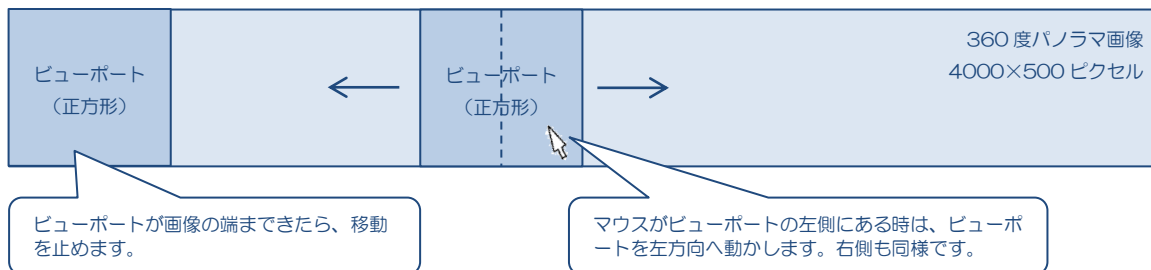 ビューポート
（正方形）
ビューポート
（正方形）
360 度パノラマ画像
4000×500 ピクセル
ビューポートが画像の端まできたら、移動
を止めます。
マウスがビューポートの左側にある時は、ビューポ
ートを左方向へ動かします。右側も同様です。